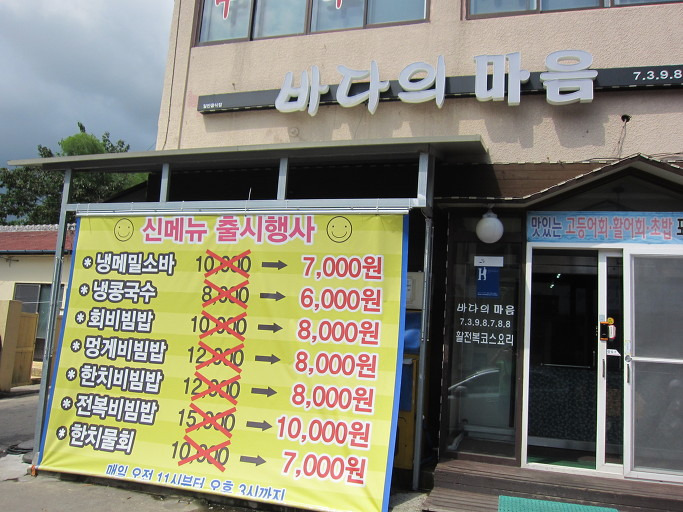 일반음식점 바다의 마음 7.3.9.8.
신메뉴 출시행사
* 냉메밀소바 10,000 → 7,000원
* 냉콩국수 8,000 → 6,000원
* 회비빔밥 10,000 → 8,000원
* 멍게비빔밥 12,000 → 8,000원
* 한치비빔밥 12,000 → 8,000원
* 전복비빔밥 15,000 → 10,000원
* 한치물회 10,000 → 7,000원
매일 오전 11시부터 오후 3시까지
맛있는 고등어회·활어회·초밥
바다의 마음
7.3.9.8.7.8.8
활전복코스요리